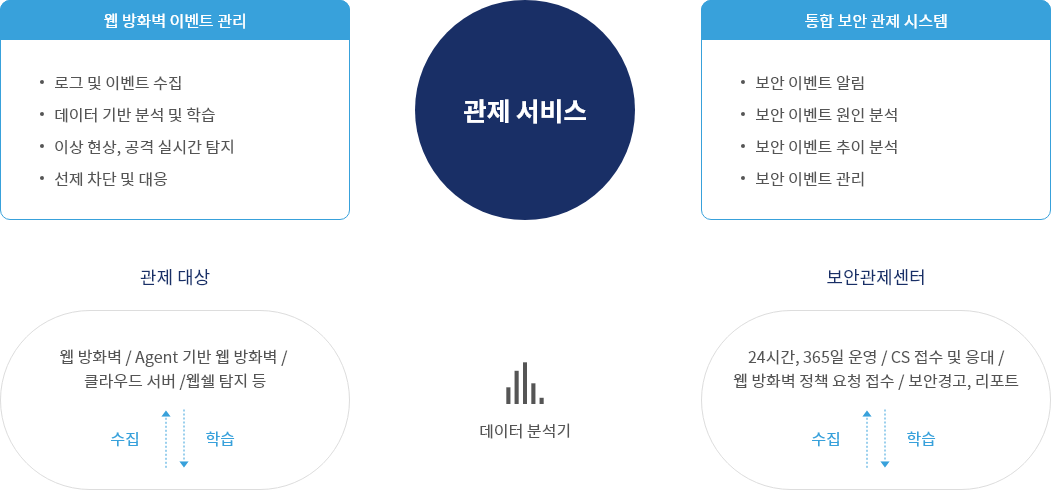 웹 방화벽 이벤트 관리
• 로그 및 이벤트 수집
• 데이터 기반 분석 및 학습
• 이상 현상, 공격 실시간 탐지
• 선제 차단 및 대응
관제 서비스
통합 보안 관제 시스템
• 보안 이벤트 알림
• 보안 이벤트 원인 분석
• 보안 이벤트 추이 분석
• 보안 이벤트 관리
관제 대상
웹 방화벽 / Agent 기반 웹 방화벽 /
클라우드 서버 /웹쉘 탐지 등
수집
학습
데이터 분석기
보안관제센터
24시간, 365일 운영 / CS 접수 및 응대 /
웹 방화벽 정책 요청 접수 / 보안경고, 리포트
수집
학습